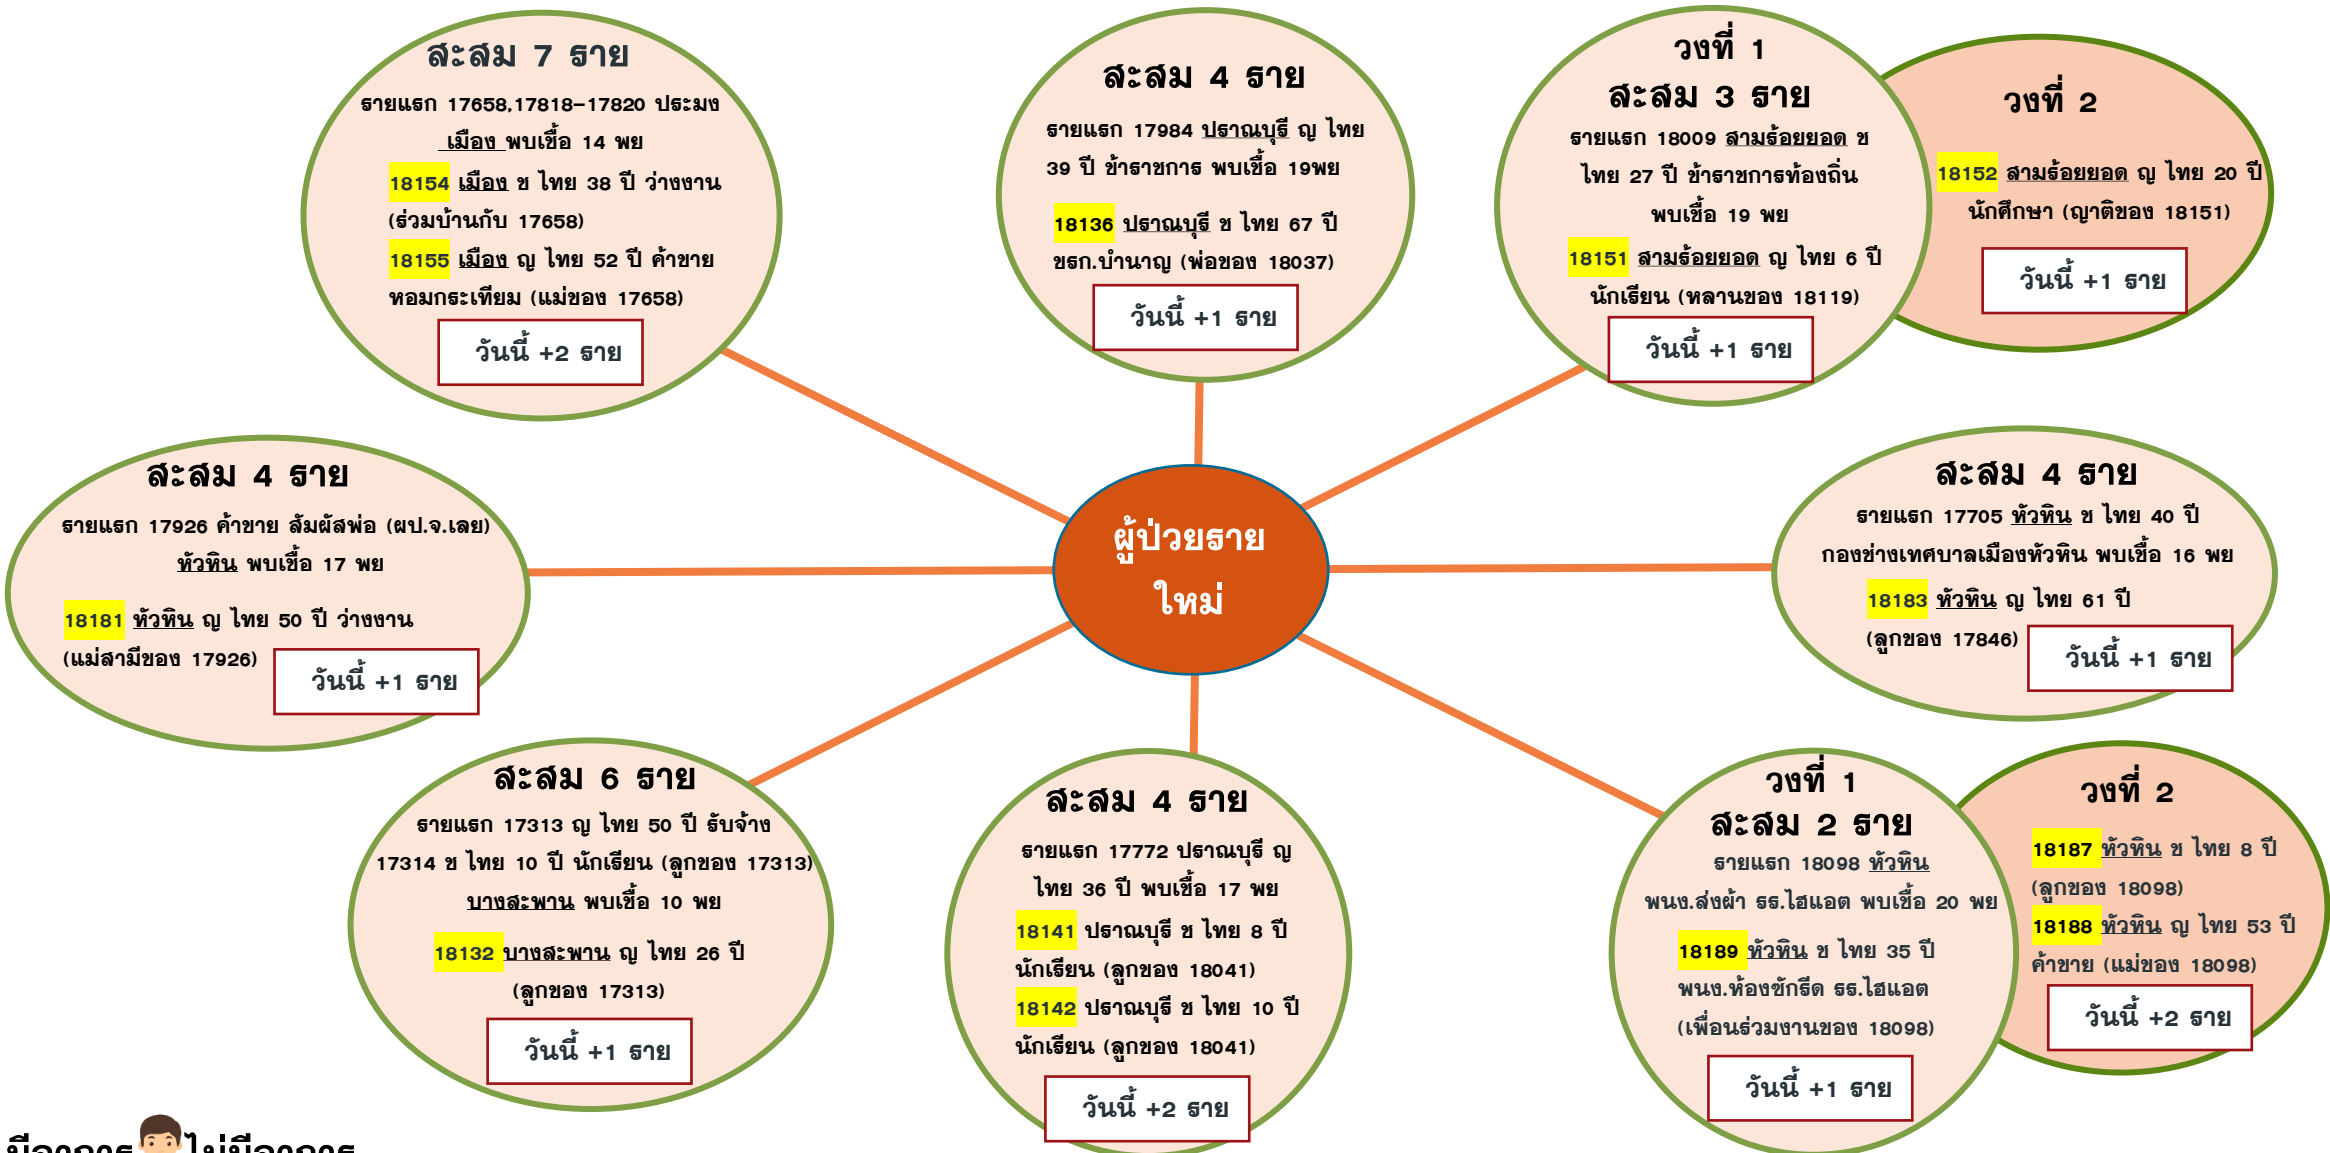 สะสม 7 ราย
รายแรก 17658,17818-17820 ประมง
เมือง พบเชื้อ 14 พย
18154 เมือง ช ไทย 38 ปี ว่างงาน
(ร่วมบ้านกับ 17658)
18155 เมือง ญ ไทย 52 ปี ค้าขาย
หอมกระเทียม (แม่ของ 17658)
วันนี้ +2 ราย
สะสม 4 ราย
รายแรก 17984 ปราณบุรี ญ ไทย
39 ปี ข้าราชการ พบเชื้อ 19พย
18136 ปราณบุรี ช ไทย 67 ปี
ขรก.บำนาญ (พ่อของ 18037)
วันนี้ +1 ราย
วงที่ 1
สะสม 3 ราย
รายแรก 18009 สามร้อยยอด ช
ไทย 27 ปี ข้าราชการท้องถิ่น
พบเชื้อ 19 พย
18151 สามร้อยยอด ญ ไทย 6 ปี
นักเรียน (หลานของ 18119)
วันนี้ +1 ราย
วงที่ 2
18152 สามร้อยยอด ญ ไทย 20 ปี
นักศึกษา (ญาติของ 18151)
วันนี้ +1 ราย
สะสม 4 ราย
รายแรก 17926 ค้าขาย สัมผัสพ่อ (ผป.จ.เลย)
หัวหิน พบเชื้อ 17 พย
18181 หัวหิน ญ ไทย 50 ปี ว่างงาน
(แม่สามีของ 17926)
วันนี้ +1 ราย
ผู้ป่วยราย
ใหม่
สะสม 4 ราย
รายแรก 17705 หัวหิน ช ไทย 40 ปี
กองช่างเทศบาลเมืองหัวหิน พบเชื้อ 16 พย
18183 หัวหิน ญ ไทย 61 ปี
(ลูกของ 17846)
วันนี้ +1 ราย
สะสม 6 ราย
รายแรก 17313 ญ ไทย 50 ปี รับจ้าง
17314 ช ไทย 10 ปี นักเรียน (ลูกของ 17313)
บางสะพาน พบเชื้อ 10 พย
18132 บางสะพาน ญ ไทย 26 ปี
(ลูกของ 17313)
วันนี้ +1 ราย
สะสม 4 ราย
รายแรก 17772 ปราณบุรี ญ
ไทย 36 ปี พบเชื้อ 17 พย
18141 ปราณบุรี ช ไทย 8 ปี
นักเรียน (ลูกของ 18041)
18142 ปราณบุรี ช ไทย 10 ปี
นักเรียน (ลูกของ 18041)
วันนี้ +2 ราย
วงที่ 1
สะสม 2 ราย
รายแรก 18098 หัวหิน
พนง.ส่งผ้า รร.ไฮแอต พบเชื้อ 20 พย
18189 หัวหิน ช ไทย 35 ปี
พนง.ห้องซักรีด รร.ไฮแอต
(เพื่อนร่วมงานของ 18098)
วันนี้ +1 ราย
วงที่ 2
18187 หัวหิน ช ไทย 8 ปี
(ลูกของ 18098)
18188 หัวหิน ญ ไทย 53 ปี
ค้าขาย (แม่ของ 18098)
วันนี้ +2 ราย
มีอาการ ไม่มีอาการ